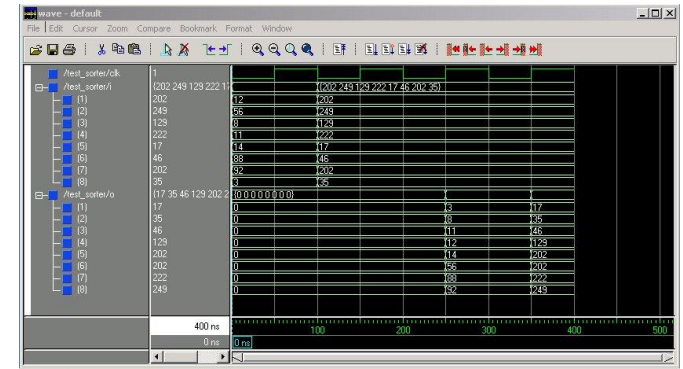 wave - default
File Edit Cursor Zoom Compare Bookmark Format Window
/test_sorter/clk 1
/test_sorter/i {202 249 129 222 17 {{202 249 129 222 17 46 202 35}
(1) 202 12 202
(2) 249 56 249
(3) 129 8 129
(4) 222 11 222
(5) 17 14 17
(6) 46 88 46
(7) 202 92 202
(8) 35 3 35
/test_sorter/o {17 35 46 129 202 2 {0 0 0 0 0 0 0 0}
(1) 17 0 3 17
(2) 35 0 8 35
(3) 46 0 11 46
(4) 129 0 12 129
(5) 202 0 14 202
(6) 202 0 56 202
(7) 222 0 88 222
(8) 249 0 92 249
400 ns 100 200 300 400 500
0 ns 0 ns